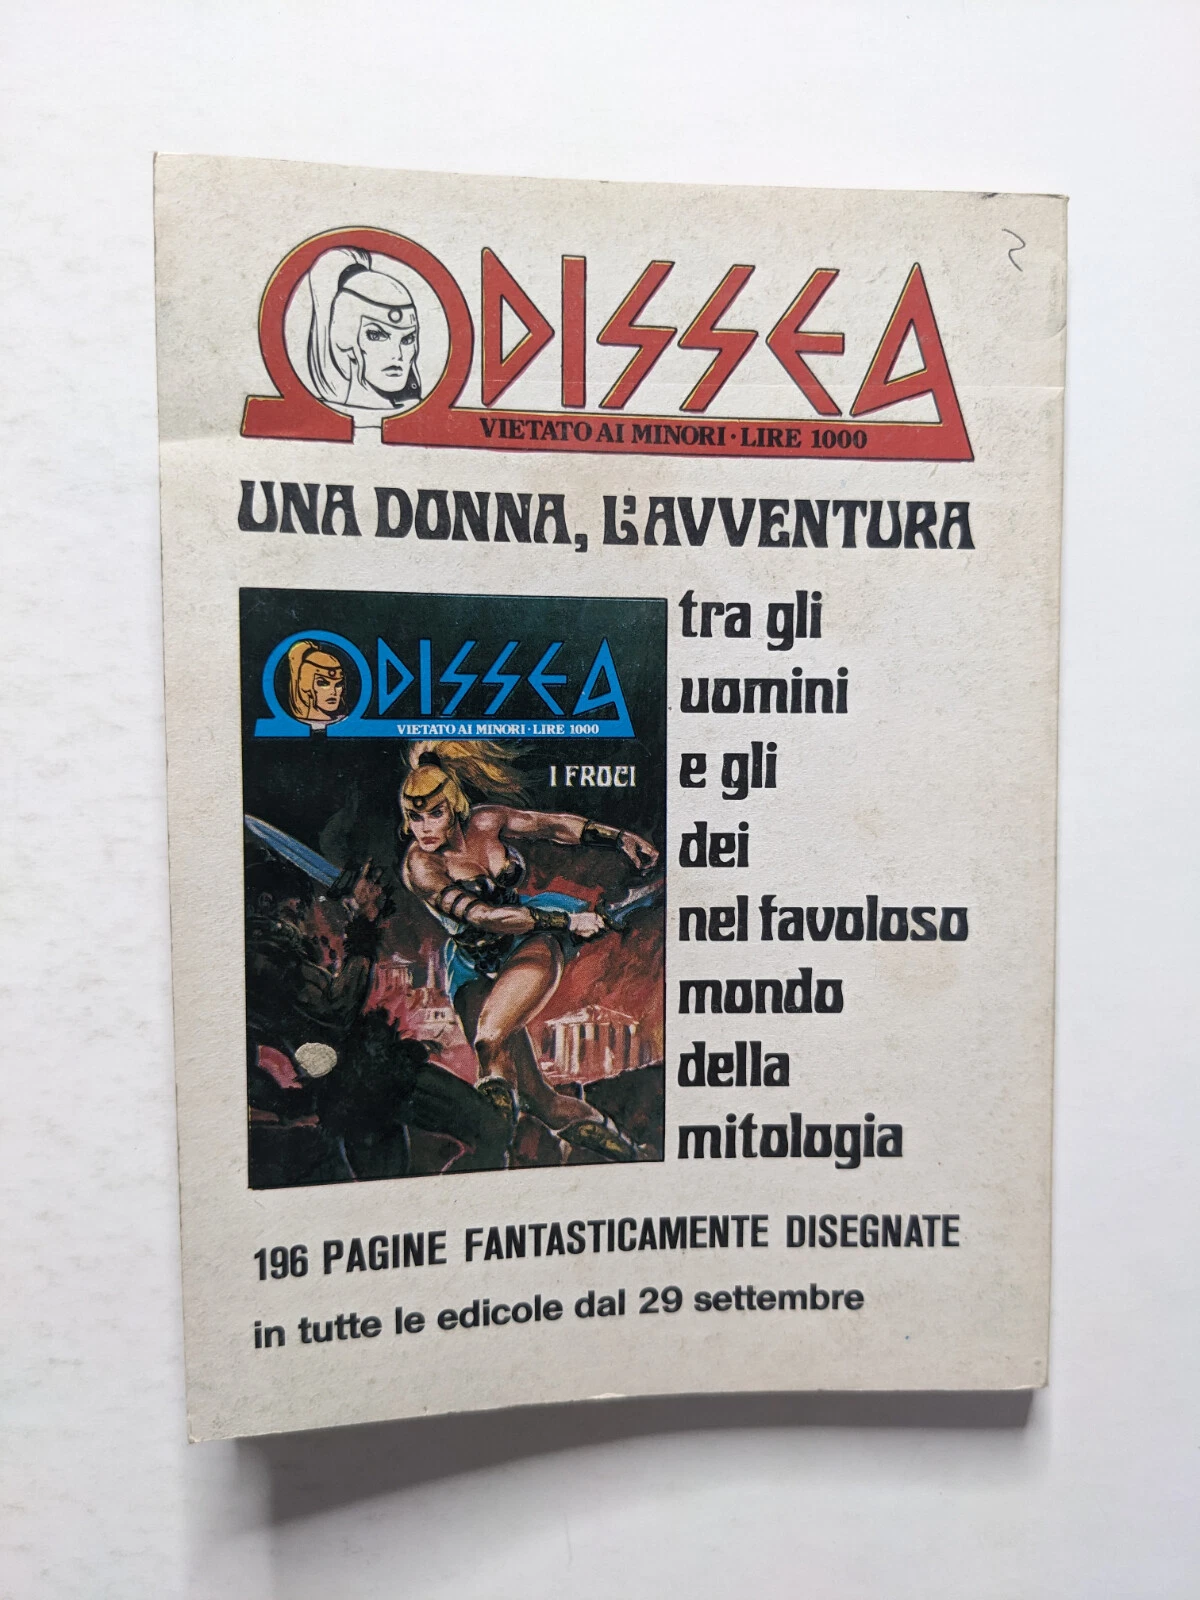 ODISSEA
VIETATO AI MINORI · LIRE 1000
UNA DONNA, L'AVVENTURA
tra gli
uomini
e gli
dei
nel favoloso
mondo
della
mitologia
ODISSEA
VIETATO AI MINORI · LIRE 1000
I FROCI
196 PAGINE FANTASTICAMENTE DISEGNATE
in tutte le edicole dal 29 settembre